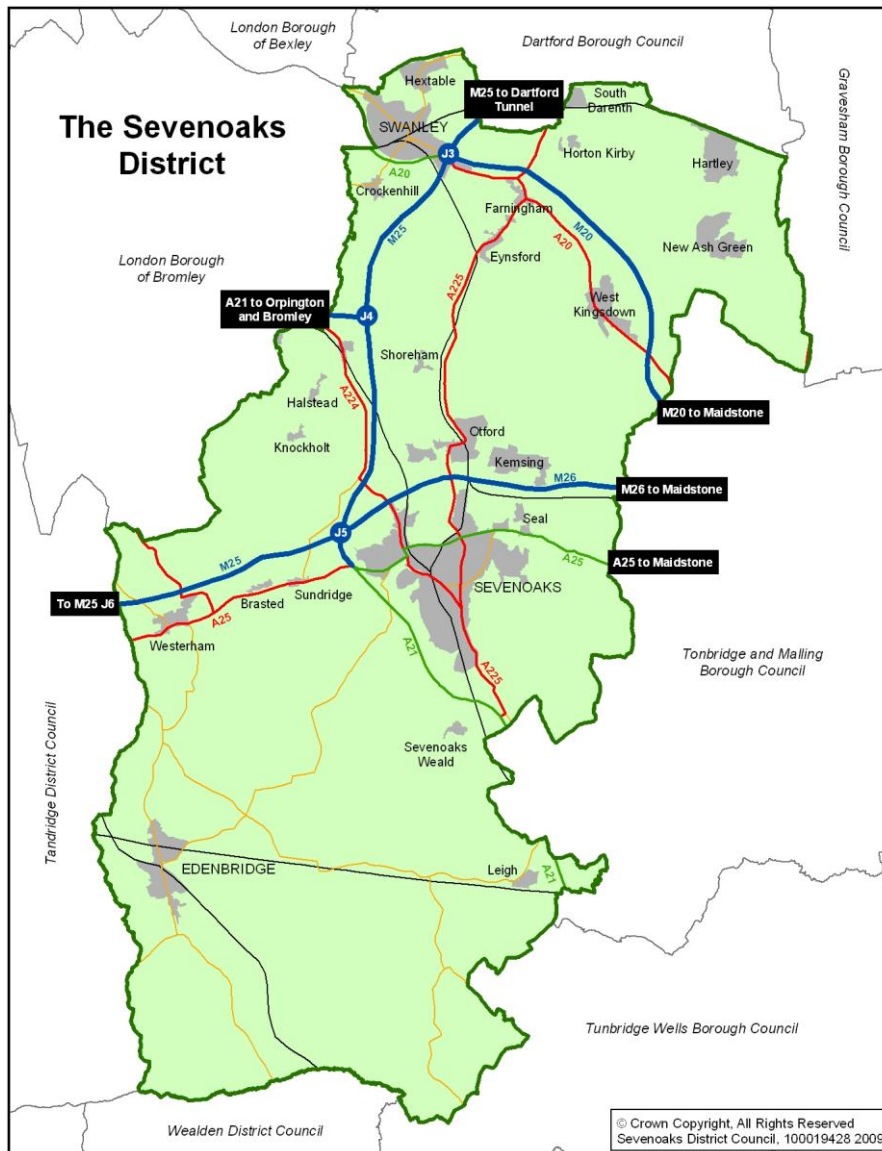 London Borough
of Bexley
Dartford Borough Council
Gravesham Borough Council
The Sevenoaks
District
Hextable
M25 to Dartford
Tunnel
South
Darenth
SWANLEY
J3
Horton Kirby
Hartley
A20
Crockenhill
Farningham
M25
M20
A20
New Ash Green
Eynsford
London Borough
of Bromley
A225
A21 to Orpington
and Bromley
J4
West
Kingsdown
Shoreham
A224
Halstead
M20 to Maidstone
Otford
Knockholt
Kemsing
M26
M26 to Maidstone
J5
Seal
M25
A25
A25 to Maidstone
SEVENOAKS
Brasted
Sundridge
To M25 J6
A25
Westerham
A21
A225
Tonbridge and Malling
Borough Council
Sevenoaks
Weald
Tandridge District Council
EDENBRIDGE
Leigh
A21
Tunbridge Wells Borough Council
Wealden District Council
© Crown Copyright, All Rights Reserved
Sevenoaks District Council, 100019428 2009